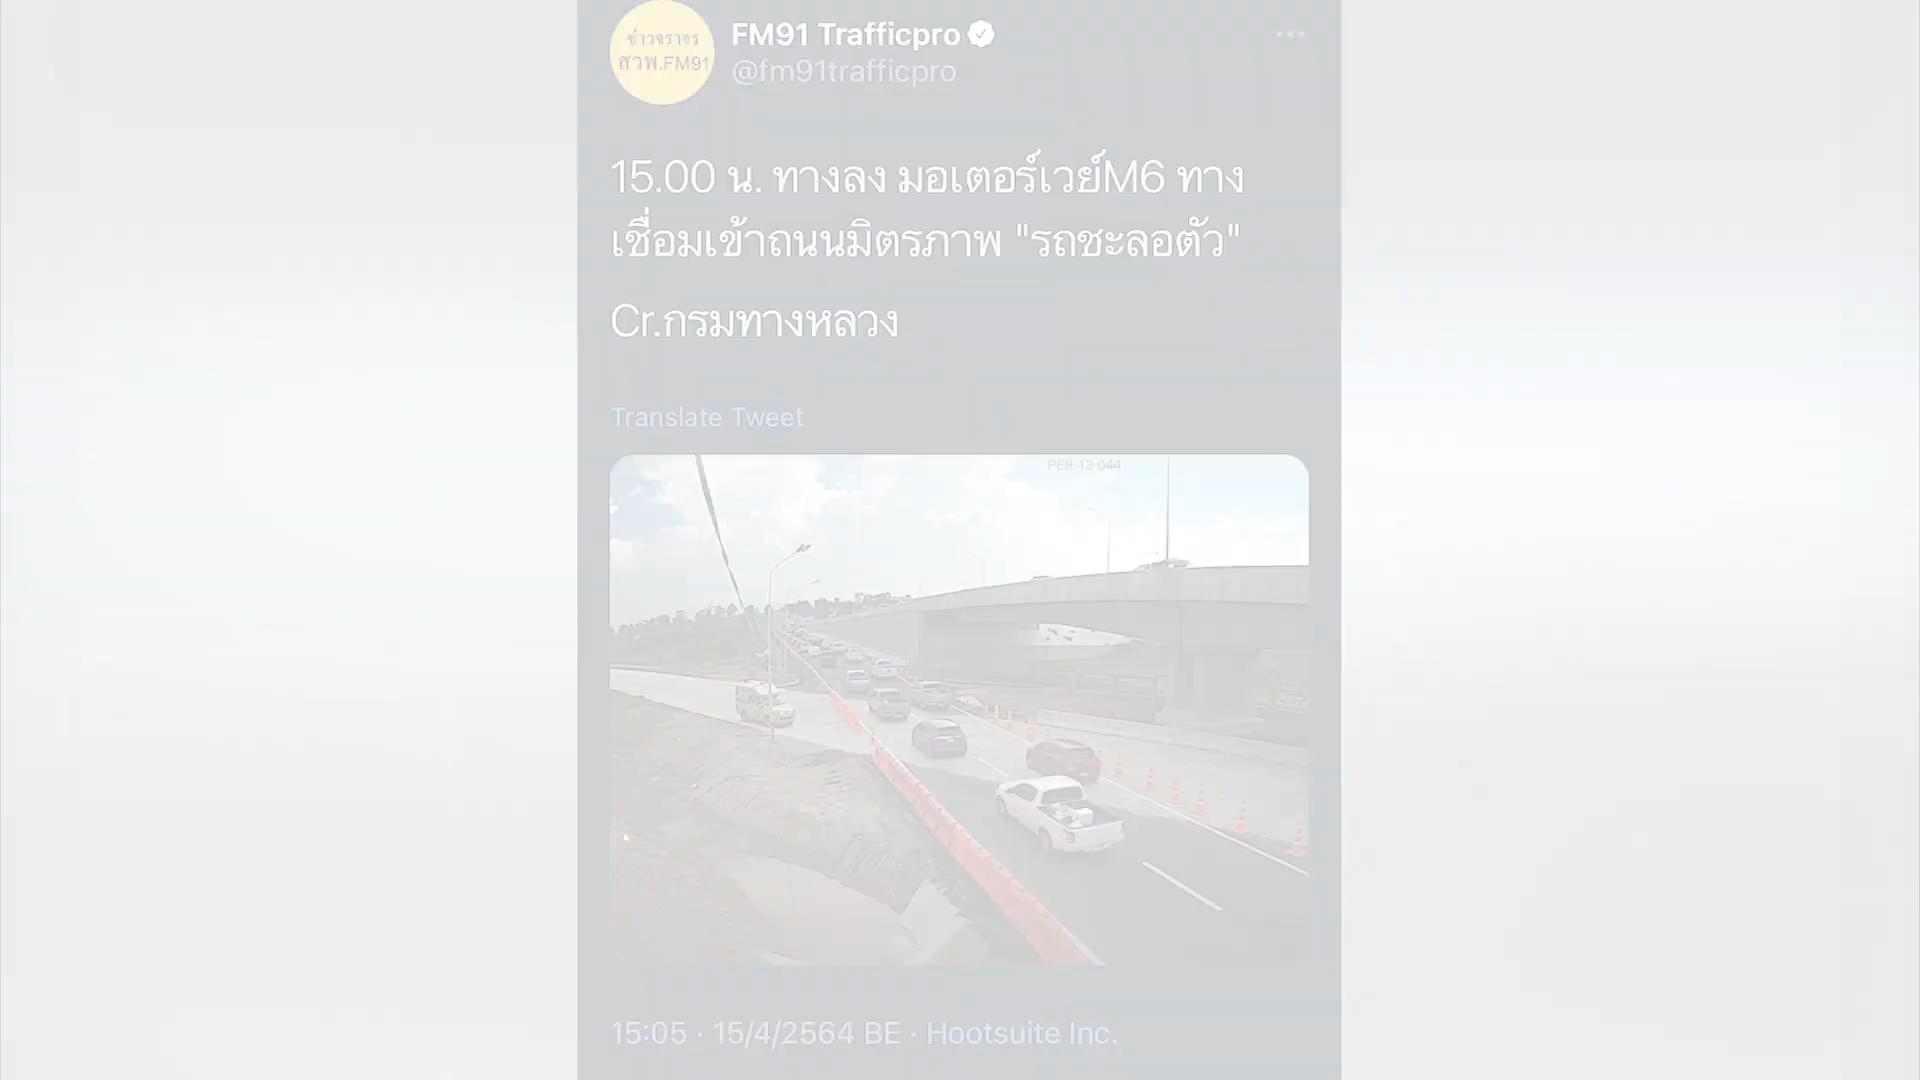 ข่าวจราจร
สวพ.FM91
FM91 Trafficpro
@fm91trafficpro
15.00 น. ทางลง มอเตอร์เวย์M6 ทาง
เชื่อมเข้าถนนมิตรภาพ "รถชะลอตัว"
Cr.กรมทางหลวง
Translate Tweet
PER-13 044
15:05 · 15/4/2564 BE · Hootsuite Inc.